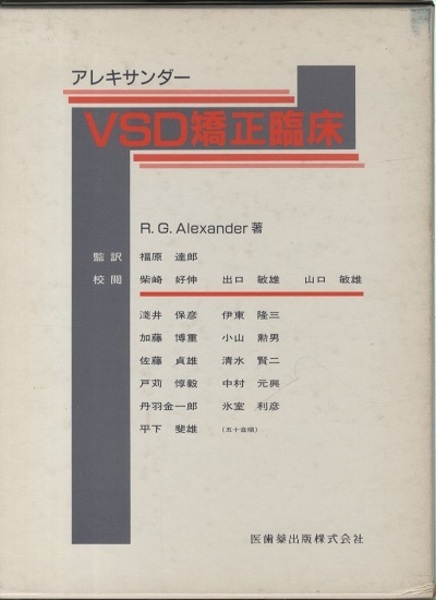 アレキサンダー
VSD矯正臨床
R. G. Alexander 著
監訳 福原 達郎
校閲 柴崎 好伸 出口 敏雄 山口 敏雄
淺井 保彦 伊東 隆三
加藤 博重 小山 勲男
佐藤 貞雄 清水 賢二
戸苅 惇毅 中村 元興
丹羽金一郎 氷室 利彦
平下 斐雄 (五十音順)
医歯薬出版株式会社